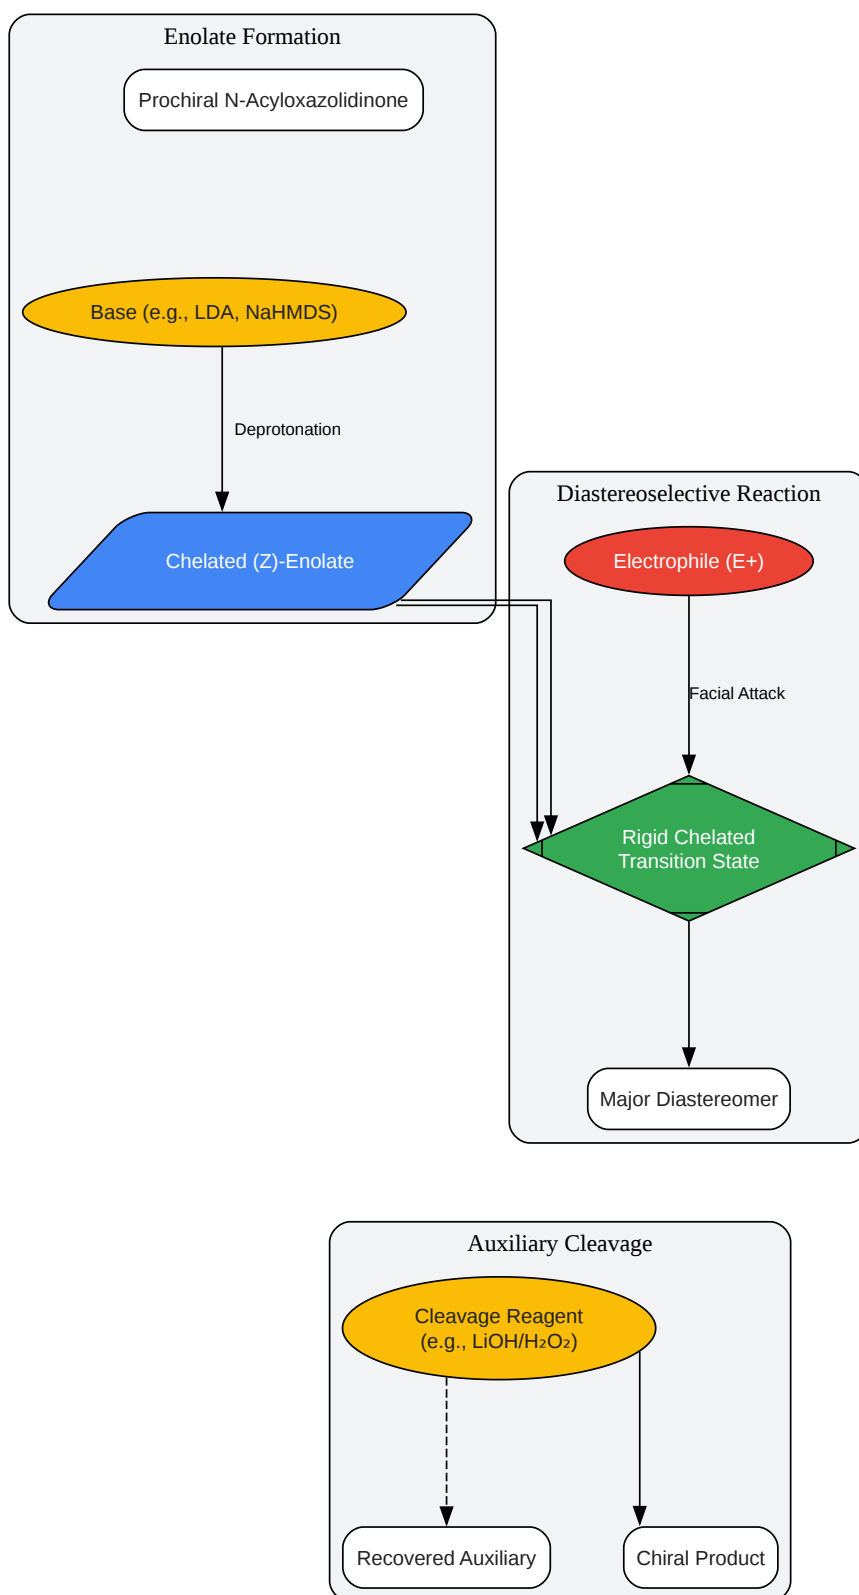 Enolate Formation
Prochiral N-Acyloxazolidinone
Base (e.g., LDA, NaHMDS)
Deprotonation
Chelated (Z)-Enolate
Diastereoselective Reaction
Electrophile (E+)
Facial Attack
Rigid Chelated
Transition State
Major Diastereomer
Auxiliary Cleavage
Cleavage Reagent
(e.g., LiOH/H₂O₂)
Recovered Auxiliary
Chiral Product